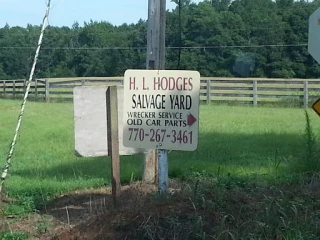 H. L. HODGES
SALVAGE YARD
WRECKER SERVICE
OLD CAR PARTS
770-267-3461